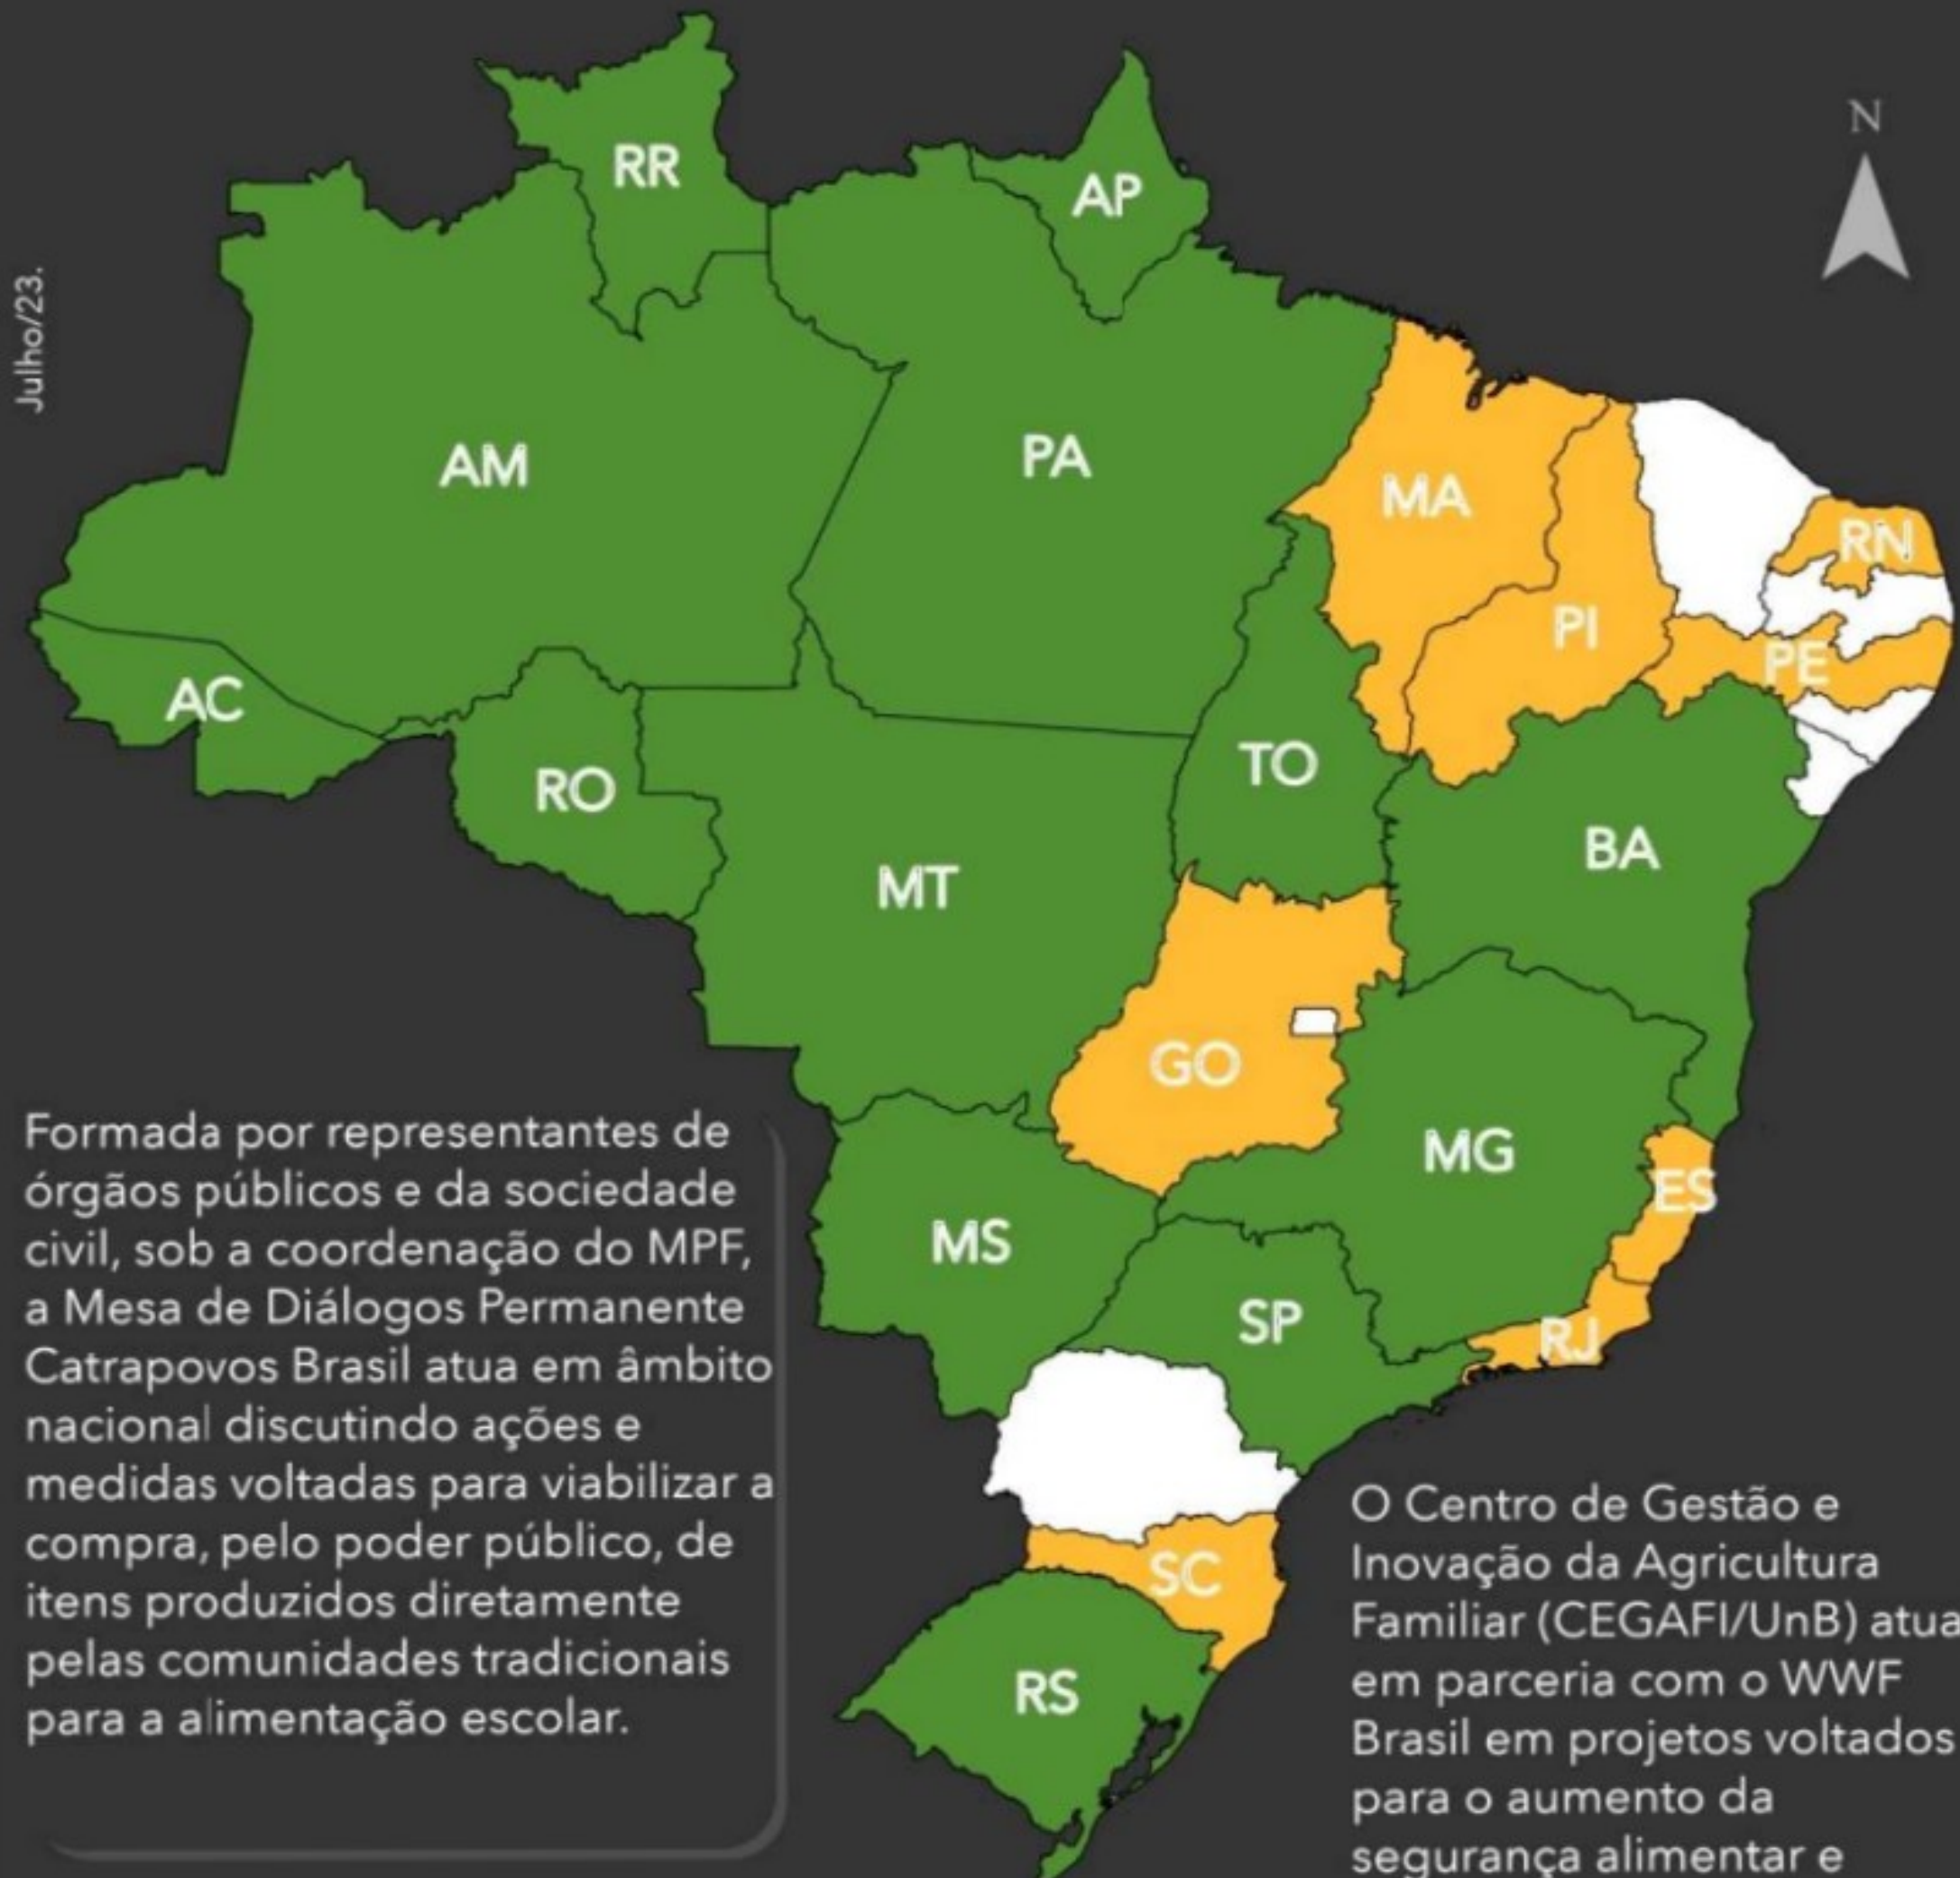 N
Julho/23.
RR
AP
AM
PA
MA
RN
PI
PE
AC
RO
TO
MT
BA
GO
MG
ES
MS
SP
RJ
SC
RS
Formada por representantes de
órgãos públicos e da sociedade
civil, sob a coordenação do MPF,
a Mesa de Diálogos Permanente
Catrapovos Brasil atua em âmbito
nacional discutindo ações e
medidas voltadas para viabilizar a
compra, pelo poder público, de
itens produzidos diretamente
pelas comunidades tradicionais
para a alimentação escolar.
O Centro de Gestão e
Inovação da Agricultura
Familiar (CEGAFI/UnB) atua
em parceria com o WWF
Brasil em projetos voltados
para o aumento da
segurança alimentar e